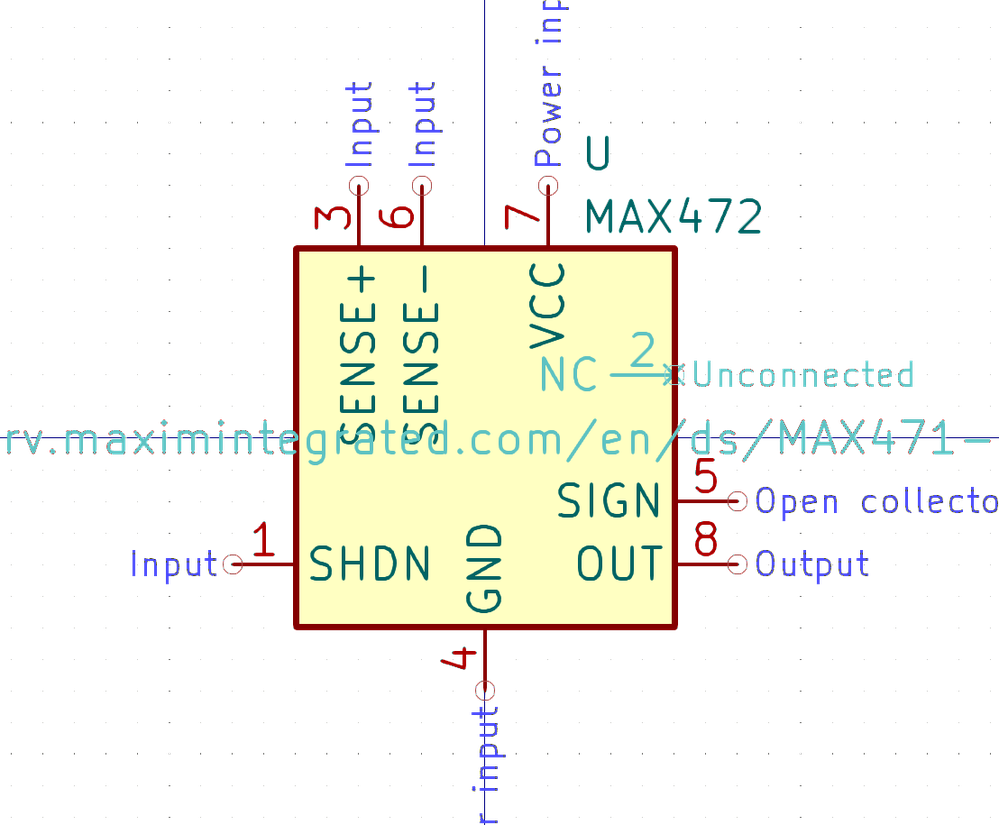 Input
Input
Power inp
U
MAX472
3
6
7
SENSE+
SENSE-
VCC
NC
2
Unconnected
rv.maximintegrated.com/en/ds/MAX471-
5
SIGN
Open collecto
Input
1
SHDN
GND
OUT
8
Output
4
r input